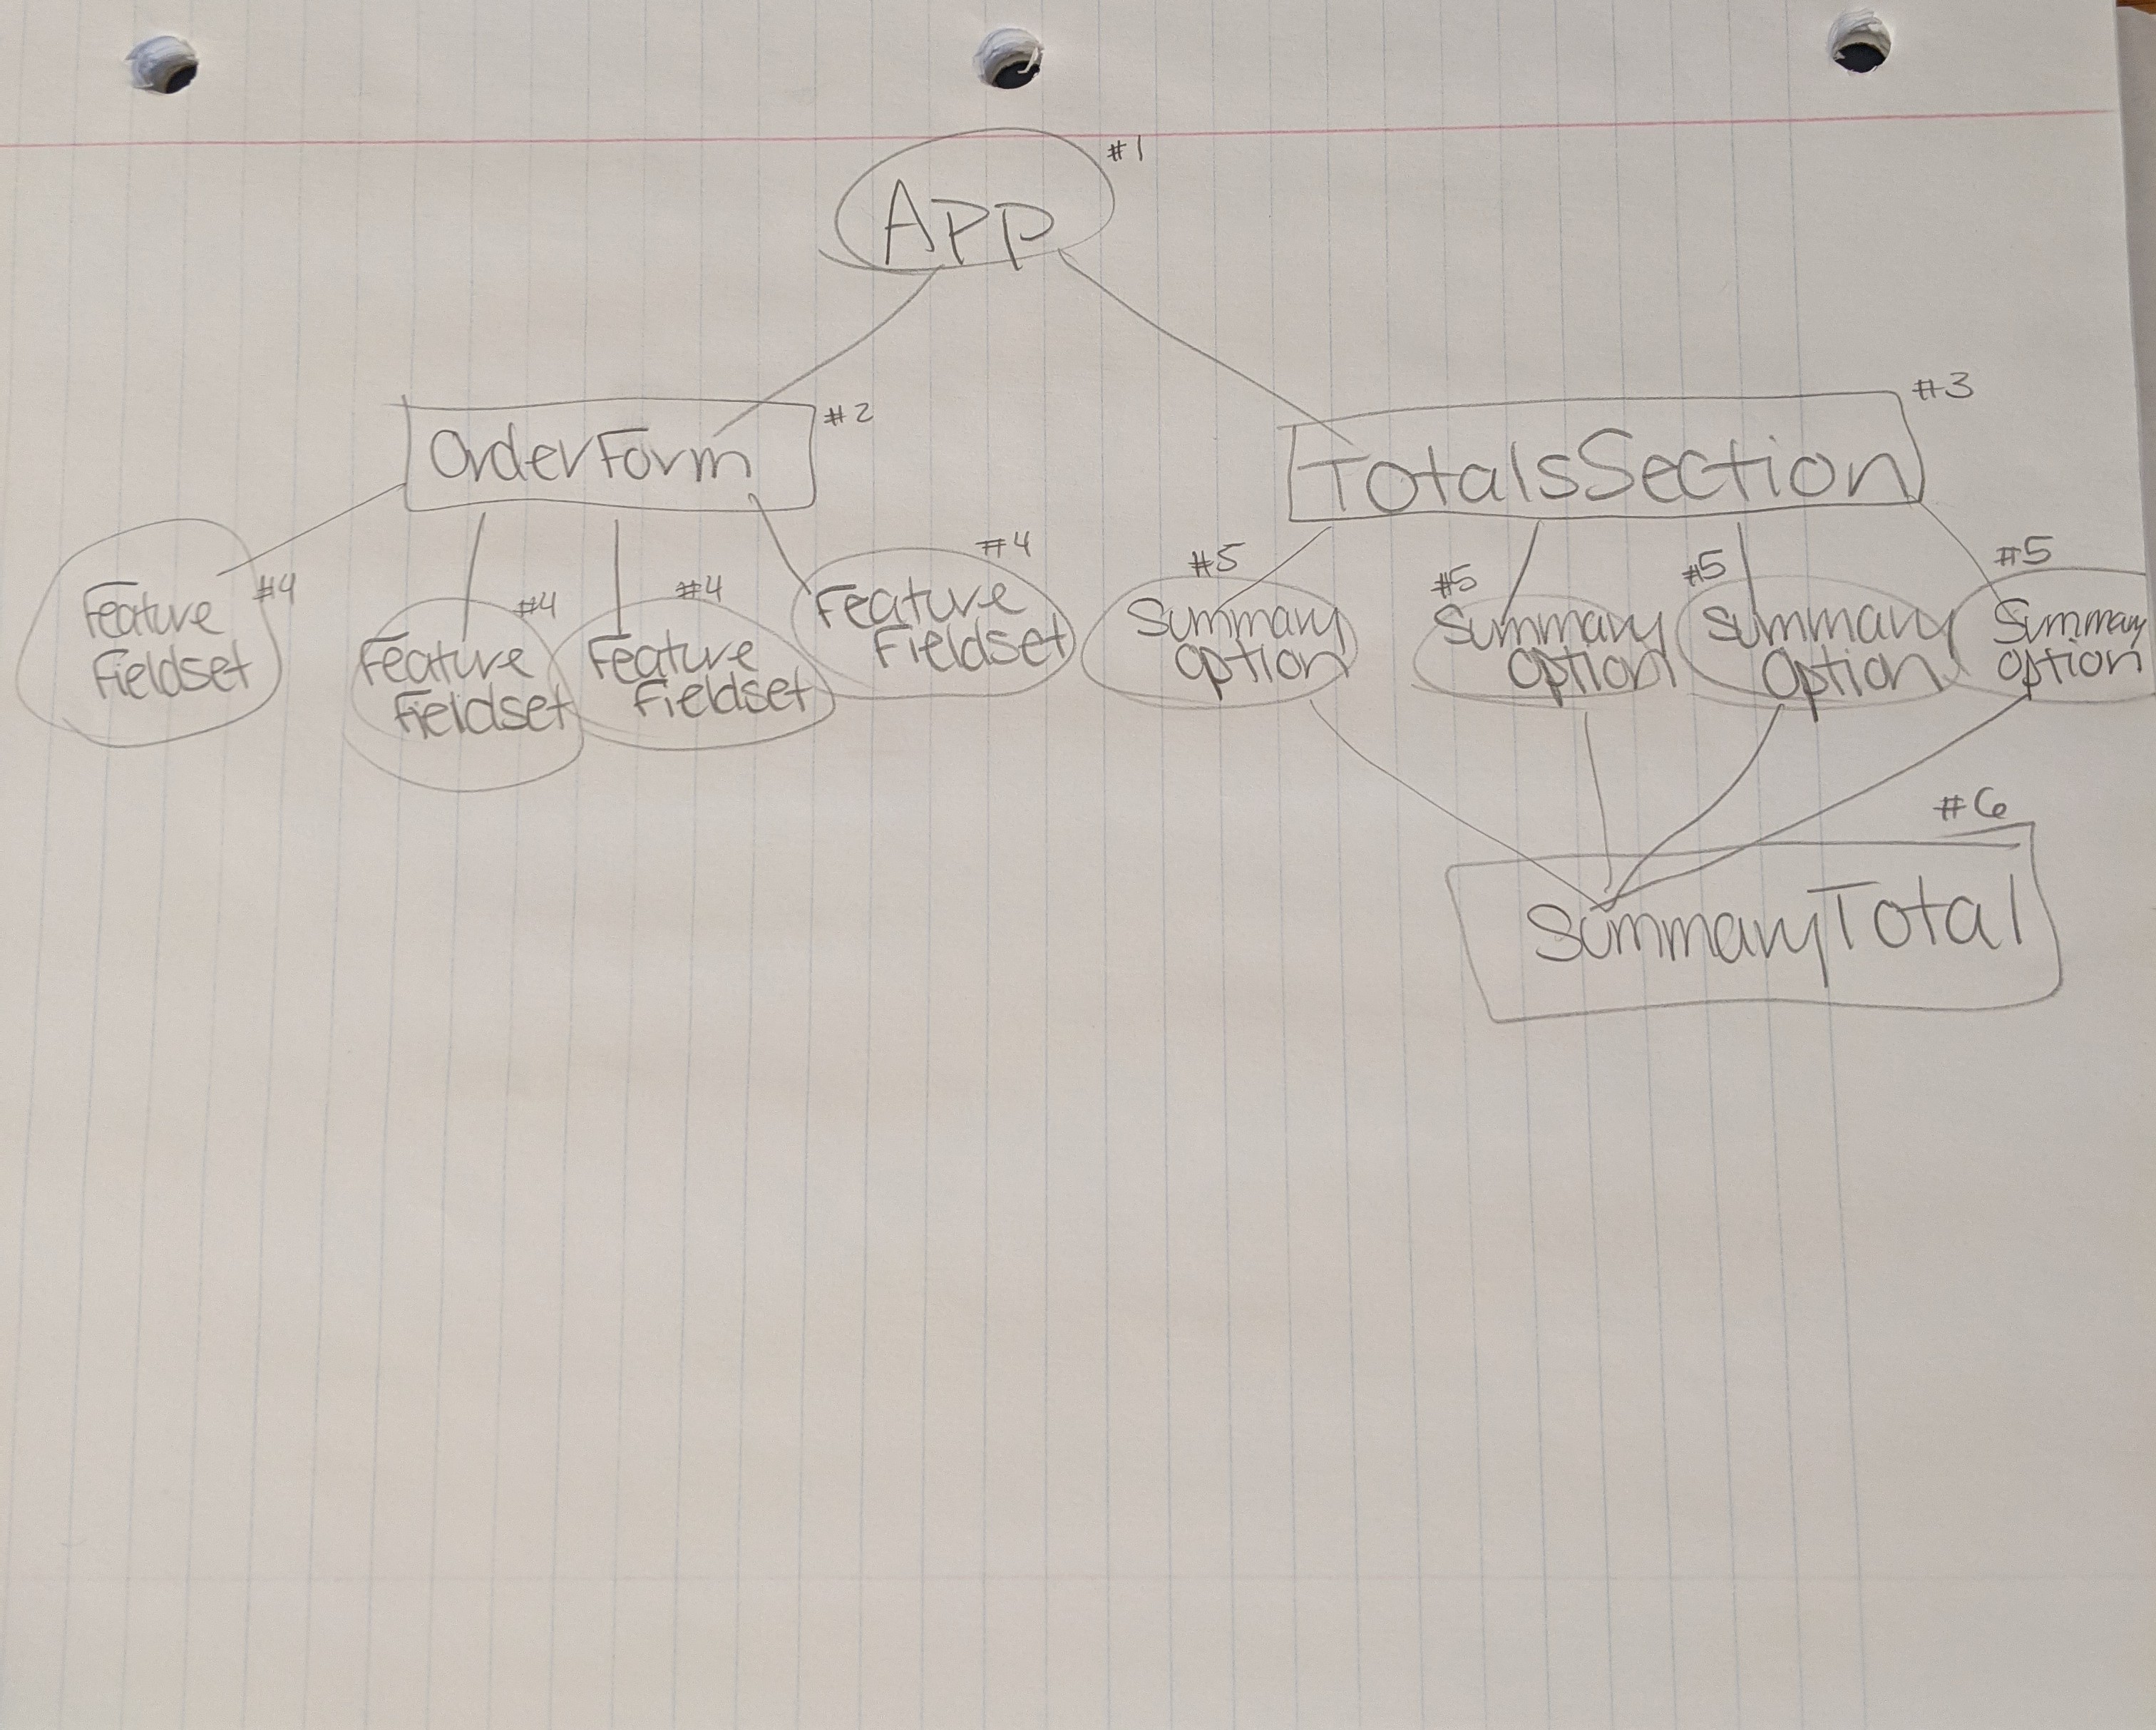 #1
App
#2
OrderForm
#3
TotalsSection
#4
Feature
Fieldset
#4
Feature
Fieldset
#4
Feature
Fieldset
#4
Feature
Fieldset
#5
Summary
Option
#5
Summary
Option
#5
Summary
Option
#5
Summary
Option
#6
SummaryTotal